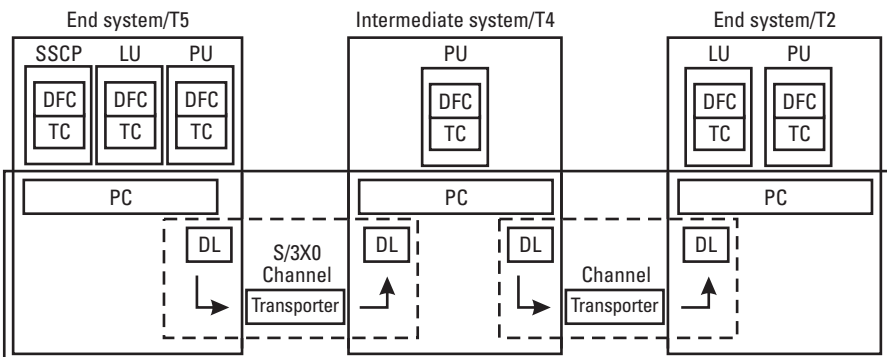 End system/T5
Intermediate system/T4
End system/T2
SSCP
LU
PU
PU
LU
PU
DFC
DFC
DFC
DFC
DFC
DFC
TC
TC
TC
TC
TC
TC
PC
PC
PC
DL
S/3X0
Channel
DL
DL
Channel
DL
Transporter
Transporter